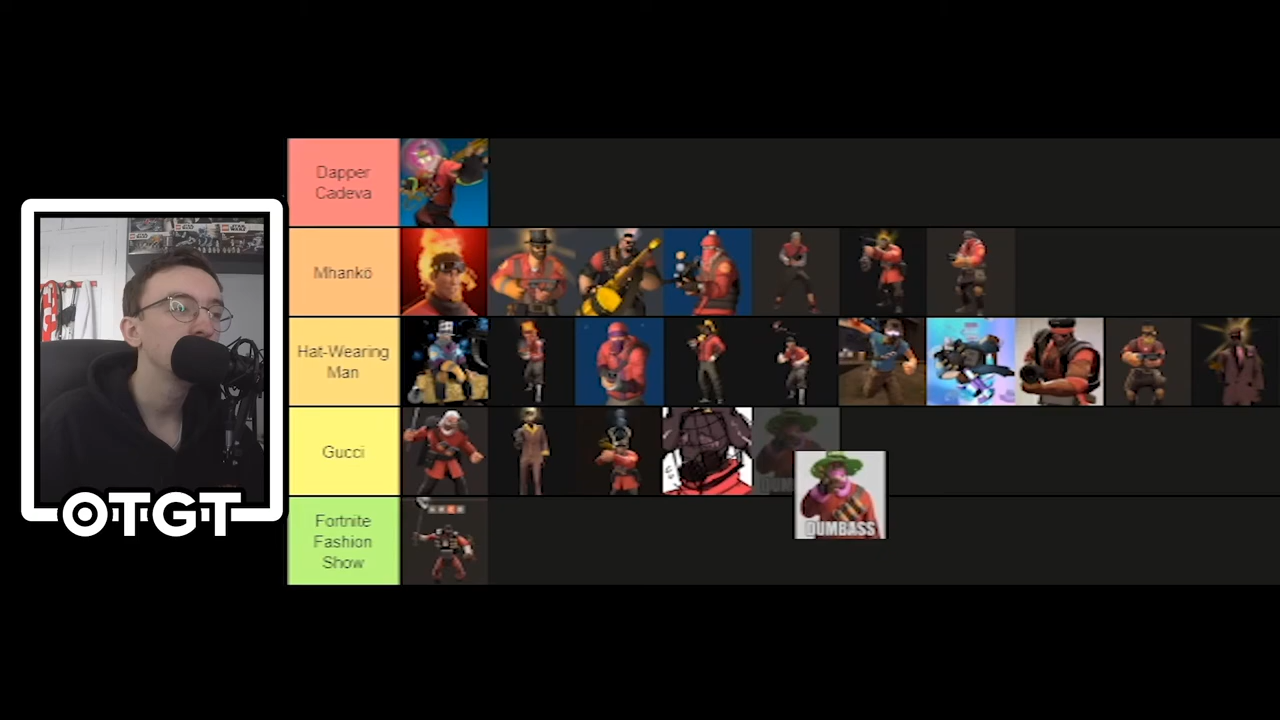 Dapper
Cadeva
Mhankö
Hat-Wearing
Man
Gucci
Fortnite
Fashion
Show
DUMBASS
OTGT